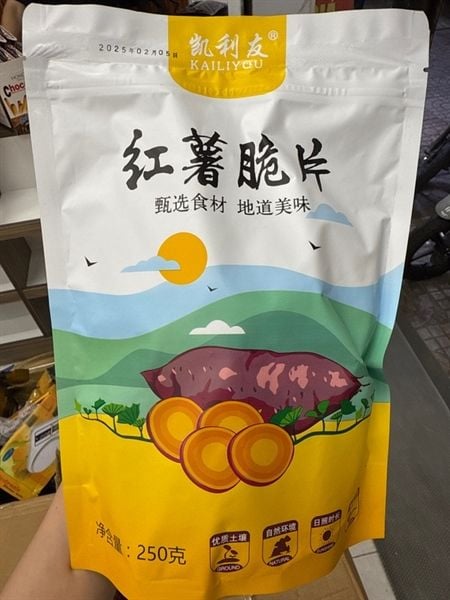 2025年02月05日
凯利友®
KAILIYOU
红薯脆片
甄选食材 地道美味
净含量：250克
优质土壤
GROUND
自然环境
NATURAL
日照时长